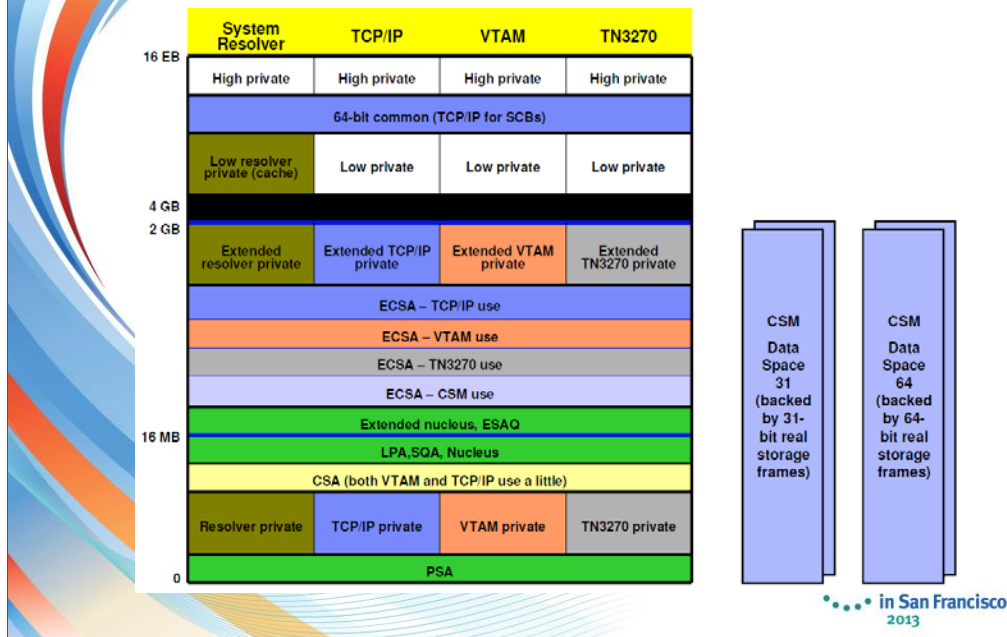 System
Resolver
TCP/IP
VTAM
TN3270
16 EB
High private
High private
High private
High private
64-bit common (TCP/IP for SCBs)
Low resolver
private (cache)
Low private
Low private
Low private
4 GB
2 GB
Extended
resolver private
Extended TCP/IP
private
Extended VTAM
private
Extended
TN3270 private
ECSA – TCP/IP use
ECSA – VTAM use
ECSA – TN3270 use
ECSA – CSM use
Extended nucleus, ESAQ
16 MB
LPA,SQA, Nucleus
CSA (both VTAM and TCP/IP use a little)
Resolver private
TCP/IP private
VTAM private
TN3270 private
0
PSA
CSM
Data
Space
31
(backed
by 31-
bit real
storage
frames)
CSM
Data
Space
64
(backed
by 64-
bit real
storage
frames)
in San Francisco
2013